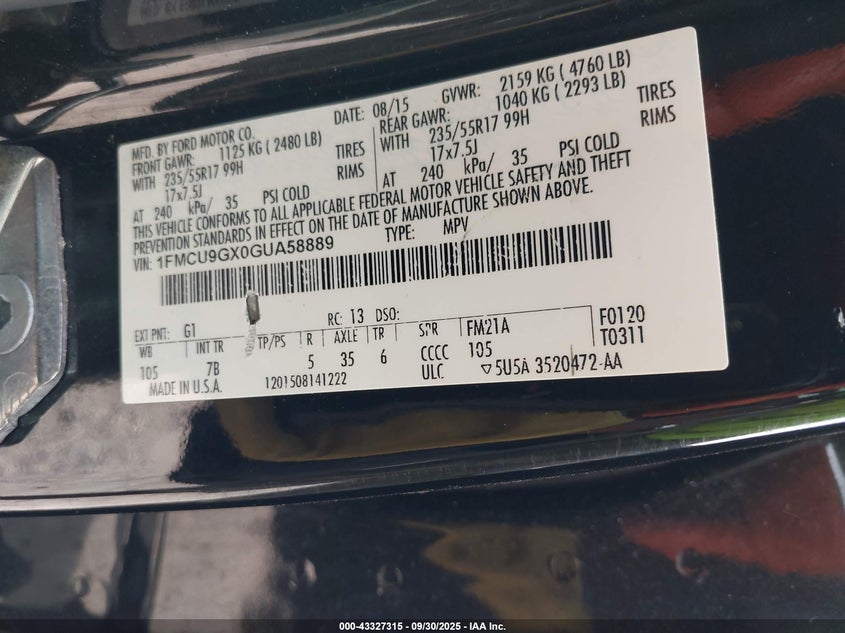 MFD. BY FORD MOTOR CO. DATE: 08/15 GVWR: 2159 KG ( 4760 LB)
FRONT GAWR: 1125 KG ( 2480 LB) REAR GAWR: 1040 KG ( 2293 LB)
WITH 235/55R17 99H TIRES WITH 235/55R17 99H TIRES
17x7.5J RIMS 17x7.5J RIMS
AT 240 kPa/ 35 PSI COLD AT 240 kPa/ 35 PSI COLD
THIS VEHICLE CONFORMS TO ALL APPLICABLE FEDERAL MOTOR VEHICLE SAFETY AND THEFT
PREVENTION STANDARDS IN EFFECT ON THE DATE OF MANUFACTURE SHOWN ABOVE.
VIN: 1FMCU9GX0GUA58889 TYPE: MPV
EXT PNT: G1 RC: 13 DSO: F0120
WB INT TR TP/PS R AXLE TR SPR FM21A T0311
105 7B 5 35 6 CCCC 105
MADE IN U.S.A. 1201508141222 ULC 5U5A 3520472-AA
000-43327315 - 09/30/2025 - IAA Inc.